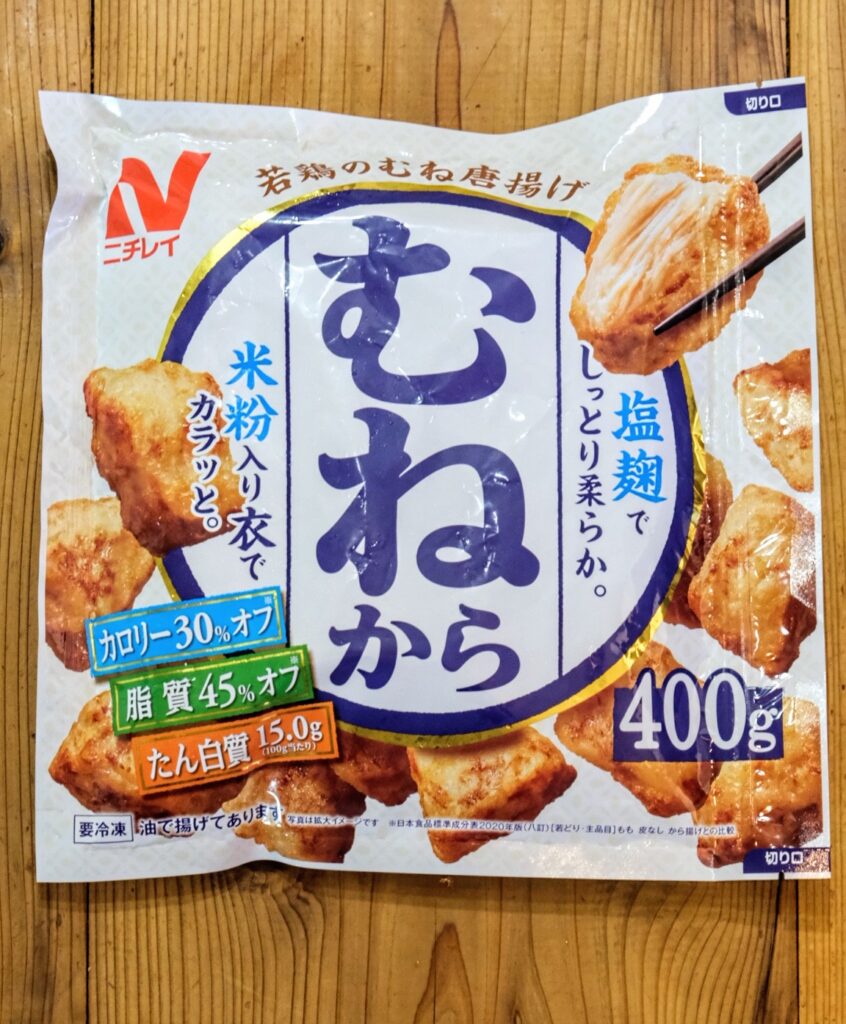 切り口
ニチレイ
若鶏のむね唐揚げ
むねから
塩麹で
しっとり柔らか。
米粉入り衣で
カラッと。
カロリー30%オフ※
脂質45%オフ※
たん白質15.0g
(100g当たり)
400g
要冷凍 油で揚げてあります 写真は拡大イメージです ※日本食品標準成分表2020年版(八訂)[若どり・主品目]もも 皮なし から揚げとの比較
切り口